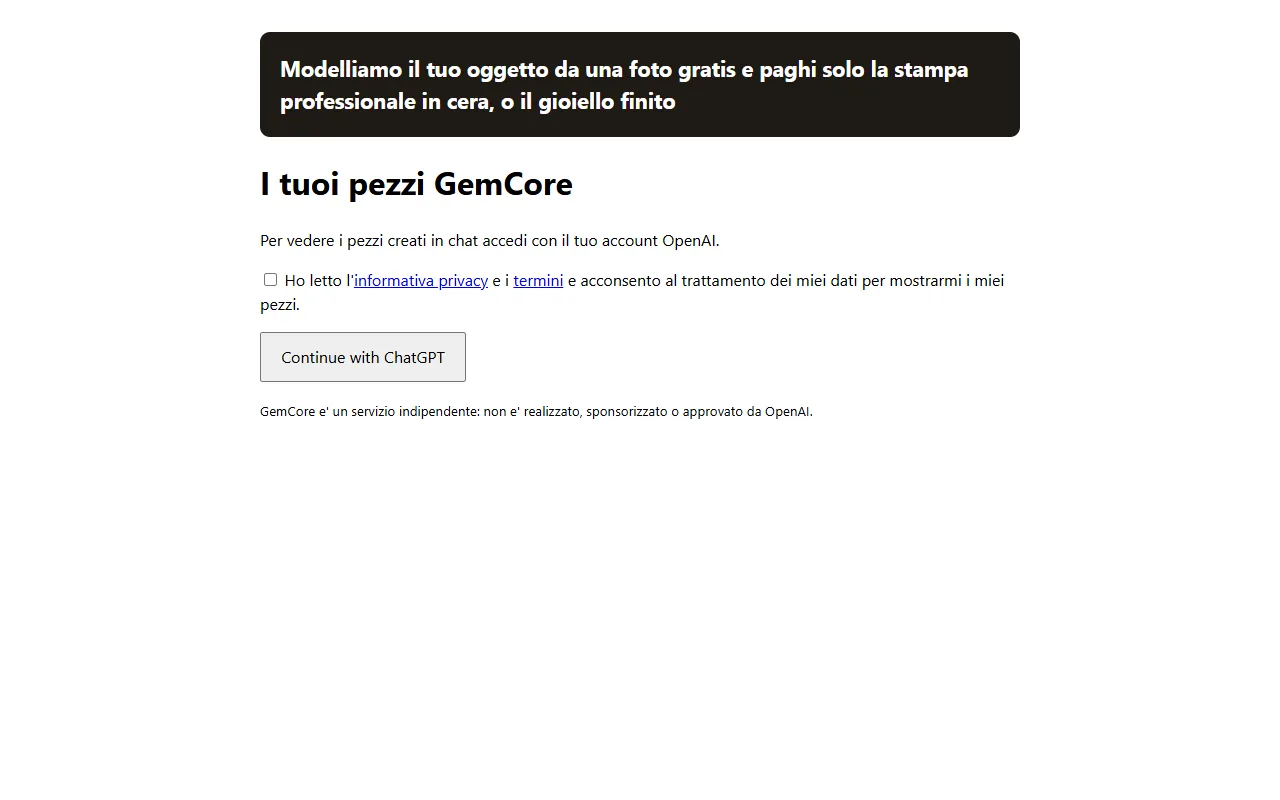 Modelliamo il tuo oggetto da una foto gratis e paghi solo la stampa
professionale in cera, o il gioiello finito
I tuoi pezzi GemCore
Per vedere i pezzi creati in chat accedi con il tuo account OpenAI.
Ho letto l'informativa privacy e i termini e acconsento al trattamento dei miei dati per mostrarmi i miei
pezzi.
Continue with ChatGPT
GemCore e' un servizio indipendente: non e' realizzato, sponsorizzato o approvato da OpenAI.